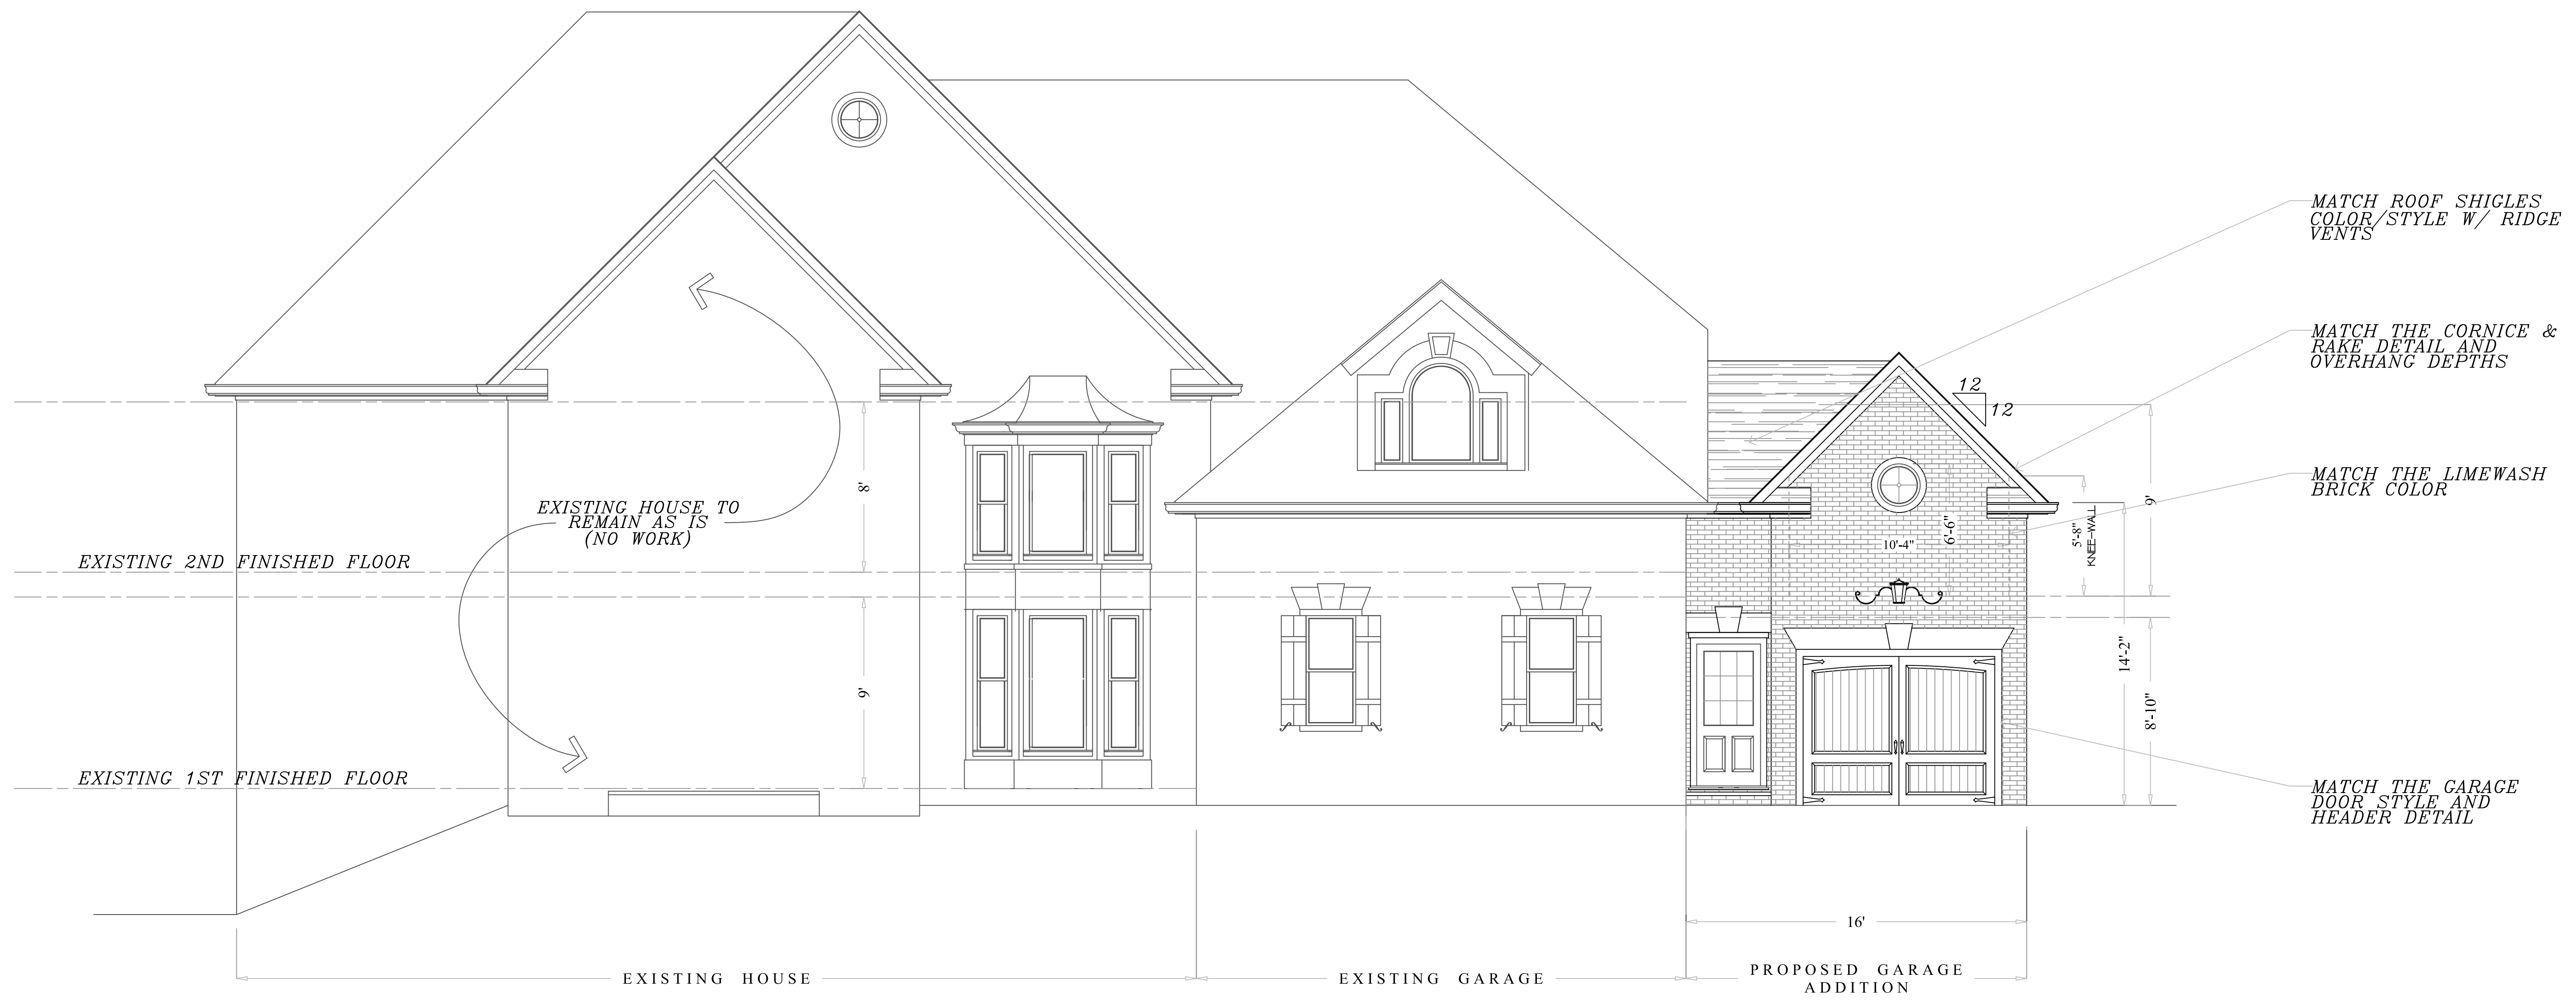 MATCH ROOF SHIGLES
COLOR/STYLE W/ RIDGE
VENTS
MATCH THE CORNICE &
RAKE DETAIL AND
OVERHANG DEPTHS
12
12
MATCH THE LIMEWASH
BRICK COLOR
8'
9'
EXISTING HOUSE TO
REMAIN AS IS
(NO WORK)
5'-8"
KNEE-WALL
6'-6"
10'-4"
EXISTING 2ND FINISHED FLOOR
14'-2"
9'
8'-10"
EXISTING 1ST FINISHED FLOOR
MATCH THE GARAGE
DOOR STYLE AND
HEADER DETAIL
16'
EXISTING HOUSE
EXISTING GARAGE
PROPOSED GARAGE
ADDITION